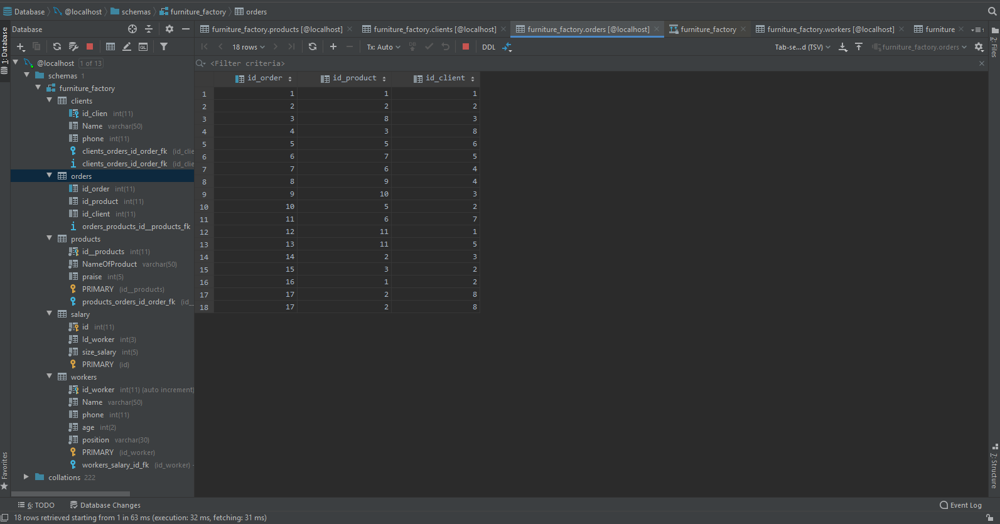 Database @localhost schemas furniture_factory orders
Database
furniture_factory.products [@localhost] furniture_factory.clients [@localhost] furniture_factory.orders [@localhost] furniture_factory furniture_factory.workers [@localhost] furniture
18 rows Tx: Auto DB DDL Tab-se...d (TSV) furniture_factory.orders
<Filter criteria>
1: Database
Favorites
2: Files
7: Structure
@localhost 1 of 13
schemas 1
furniture_factory
clients
id_clien int(11)
Name varchar(50)
phone int(11)
clients_orders_id_order_fk (id_clie
clients_orders_id_order_fk (id_clie
orders
id_order int(11)
id_product int(11)
id_client int(11)
orders_products_id__products_fk
products
id__products int(11)
NameOfProduct varchar(50)
praise int(5)
PRIMARY (id__products)
products_orders_id_order_fk (id__
salary
id int(11)
Id_worker int(3)
size_salary int(5)
PRIMARY (id)
workers
id_worker int(11) (auto increment)
Name varchar(50)
phone int(11)
age int(2)
position varchar(30)
PRIMARY (id_worker)
workers_salary_id_fk (id_worker)
collations 222
id_order id_product id_client
1 1 1 1
2 2 2 2
3 3 8 3
4 4 3 8
5 5 5 6
6 6 7 5
7 7 6 4
8 8 9 4
9 9 10 3
10 10 5 2
11 11 6 7
12 12 11 1
13 13 11 5
14 14 2 3
15 15 3 2
16 16 1 2
17 17 2 8
18 17 2 8
6: TODO Database Changes Event Log
18 rows retrieved starting from 1 in 63 ms (execution: 32 ms, fetching: 31 ms)